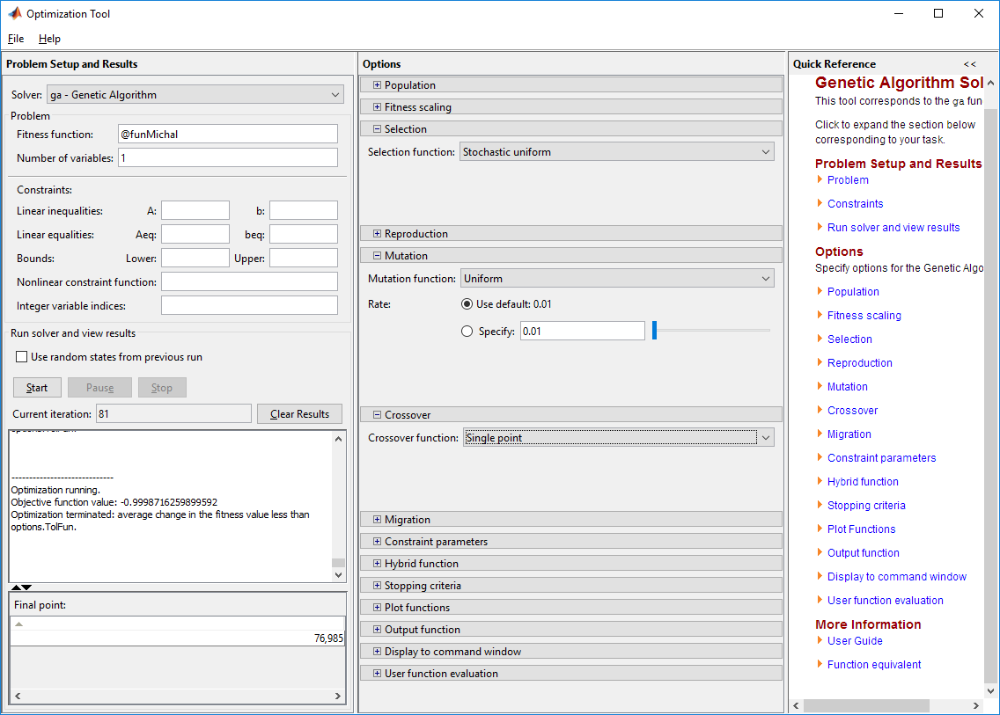 Optimization Tool
File Help
Problem Setup and Results
Solver: ga - Genetic Algorithm
Problem
Fitness function: @funMichal
Number of variables: 1
Constraints:
Linear inequalities: A: b:
Linear equalities: Aeq: beq:
Bounds: Lower: Upper:
Nonlinear constraint function:
Integer variable indices:
Run solver and view results
Use random states from previous run
Start Pause Stop
Current iteration: 81 Clear Results
------------------------------
Optimization running.
Objective function value: -0.9998716259899592
Optimization terminated: average change in the fitness value less than
options.TolFun.
Final point:
76,985
Options
Population
Fitness scaling
Selection
Selection function: Stochastic uniform
Reproduction
Mutation
Mutation function: Uniform
Rate: Use default: 0.01
Specify: 0.01
Crossover
Crossover function: Single point
Migration
Constraint parameters
Hybrid function
Stopping criteria
Plot functions
Output function
Display to command window
User function evaluation
Quick Reference <<
Genetic Algorithm Sol
This tool corresponds to the ga fun
Click to expand the section below
corresponding to your task.
Problem Setup and Results
Problem
Constraints
Run solver and view results
Options
Specify options for the Genetic Algo
Population
Fitness scaling
Selection
Reproduction
Mutation
Crossover
Migration
Constraint parameters
Hybrid function
Stopping criteria
Plot Functions
Output function
Display to command window
User function evaluation
More Information
User Guide
Function equivalent